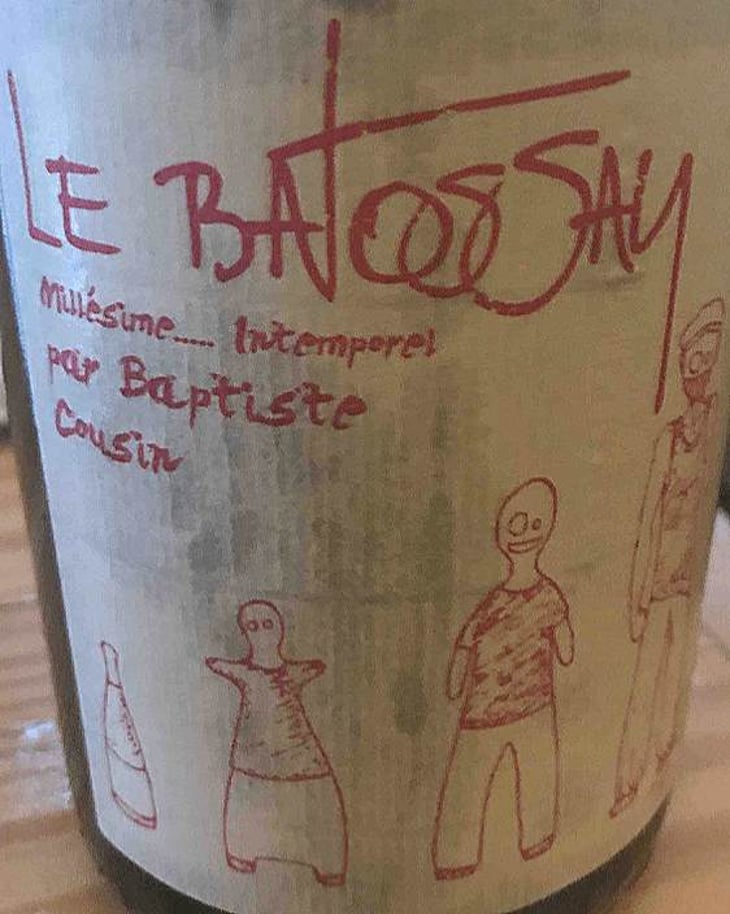 LE BATOSSAY
Millésime.... Intemporel
par Baptiste
Cousin